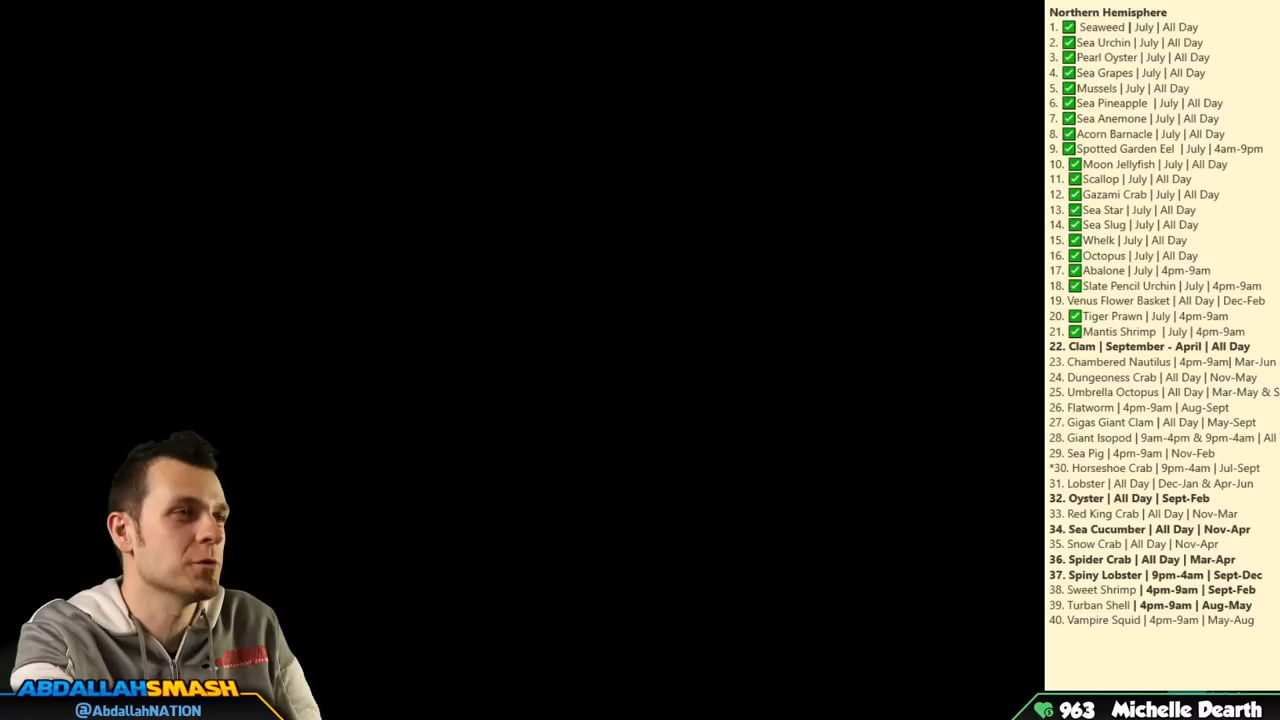 Northern Hemisphere
1. ✅ Seaweed | July | All Day
2. ✅Sea Urchin | July | All Day
3. ✅Pearl Oyster | July | All Day
4. ✅Sea Grapes | July | All Day
5. ✅Mussels | July | All Day
6. ✅Sea Pineapple | July | All Day
7. ✅Sea Anemone | July | All Day
8. ✅Acorn Barnacle | July | All Day
9. ✅Spotted Garden Eel | July | 4am-9pm
10. ✅Moon Jellyfish | July | All Day
11. ✅Scallop | July | All Day
12. ✅Gazami Crab | July | All Day
13. ✅Sea Star | July | All Day
14. ✅Sea Slug | July | All Day
15. ✅Whelk | July | All Day
16. ✅Octopus | July | All Day
17. ✅Abalone | July | 4pm-9am
18. ✅Slate Pencil Urchin | July | 4pm-9am
19. Venus Flower Basket | All Day | Dec-Feb
20. ✅Tiger Prawn | July | 4pm-9am
21. ✅Mantis Shrimp | July | 4pm-9am
22. Clam | September - April | All Day
23. Chambered Nautilus | 4pm-9am| Mar-Jun
24. Dungeoness Crab | All Day | Nov-May
25. Umbrella Octopus | All Day | Mar-May & S
26. Flatworm | 4pm-9am | Aug-Sept
27. Gigas Giant Clam | All Day | May-Sept
28. Giant Isopod | 9am-4pm & 9pm-4am | All
29. Sea Pig | 4pm-9am | Nov-Feb
*30. Horseshoe Crab | 9pm-4am | Jul-Sept
31. Lobster | All Day | Dec-Jan & Apr-Jun
32. Oyster | All Day | Sept-Feb
33. Red King Crab | All Day | Nov-Mar
34. Sea Cucumber | All Day | Nov-Apr
35. Snow Crab | All Day | Nov-Apr
36. Spider Crab | All Day | Mar-Apr
37. Spiny Lobster | 9pm-4am | Sept-Dec
38. Sweet Shrimp | 4pm-9am | Sept-Feb
39. Turban Shell | 4pm-9am | Aug-May
40. Vampire Squid | 4pm-9am | May-Aug
ABDALLAHSMASH
@AbdallahNATION
963 Michelle Dearth